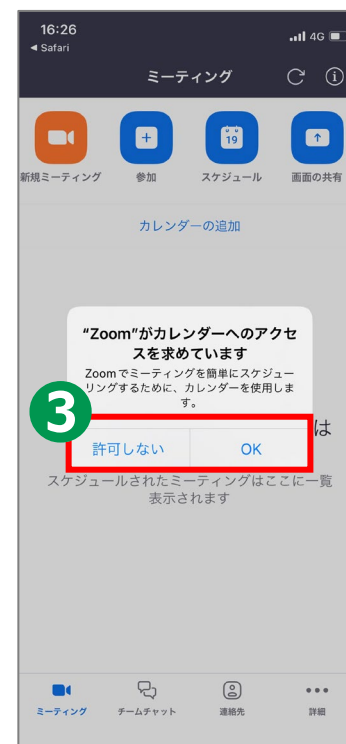 16:26
4G
◀ Safari
ミーティング
19
新規ミーティング
参加
スケジュール
画面の共有
カレンダーの追加
“Zoom”がカレンダーへのアクセ
スを求めています
Zoomでミーティングを簡単にスケジュー
リングするために、カレンダーを使用しま
す。
3
は
許可しない
OK
スケジュールされたミーティングはここに一覧
表示されます
ミーティング
チームチャット
連絡先
詳細